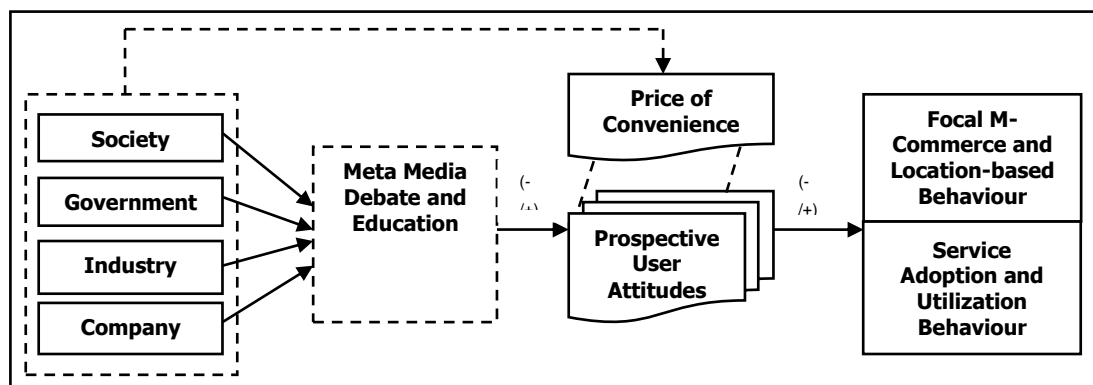 Society
Government
Industry
Company
Meta Media
Debate and
Education
(-
/+)
Price of
Convenience
Prospective
User
Attitudes
(-
/+)
Focal M-
Commerce and
Location-based
Behaviour
Service
Adoption and
Utilization
Behaviour